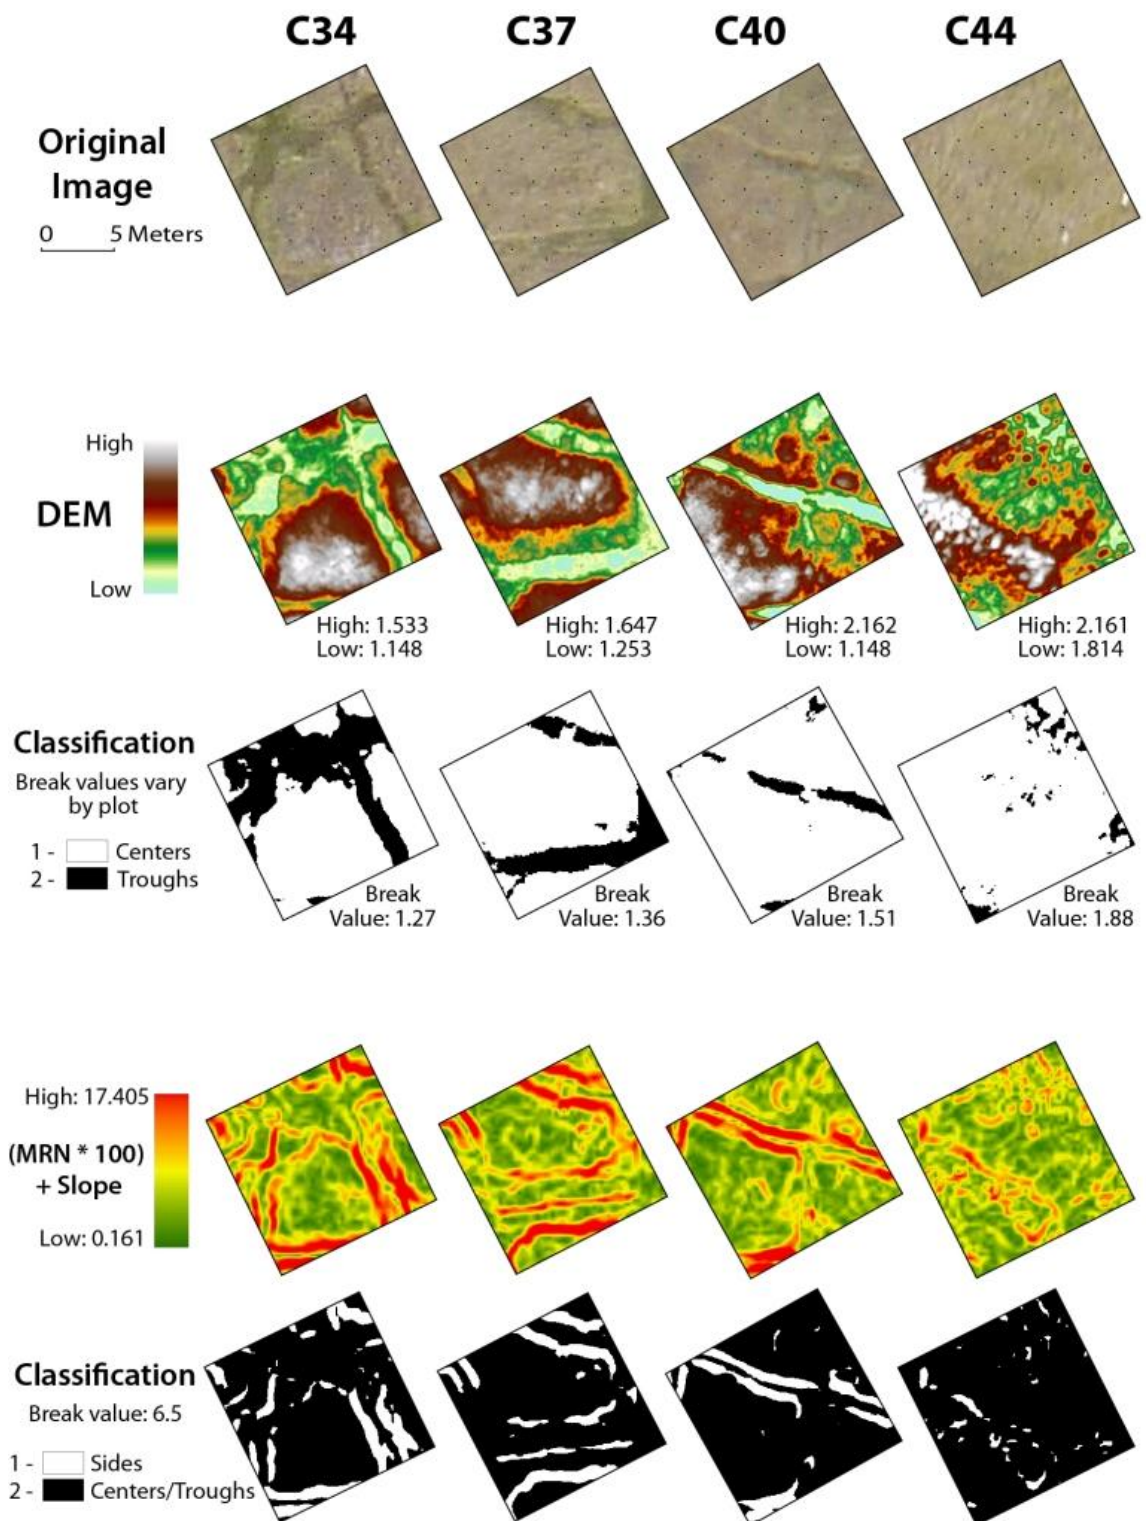 C34 C37 C40 C44
Original
Image
0 5 Meters
High
DEM
Low
High: 1.533
Low: 1.148
High: 1.647
Low: 1.253
High: 2.162
Low: 1.148
High: 2.161
Low: 1.814
Classification
Break values vary
by plot
1 - Centers
2 - Troughs
Break
Value: 1.27
Break
Value: 1.36
Break
Value: 1.51
Break
Value: 1.88
High: 17.405
(MRN * 100)
+ Slope
Low: 0.161
Classification
Break value: 6.5
1 - Sides
2 - Centers/Troughs